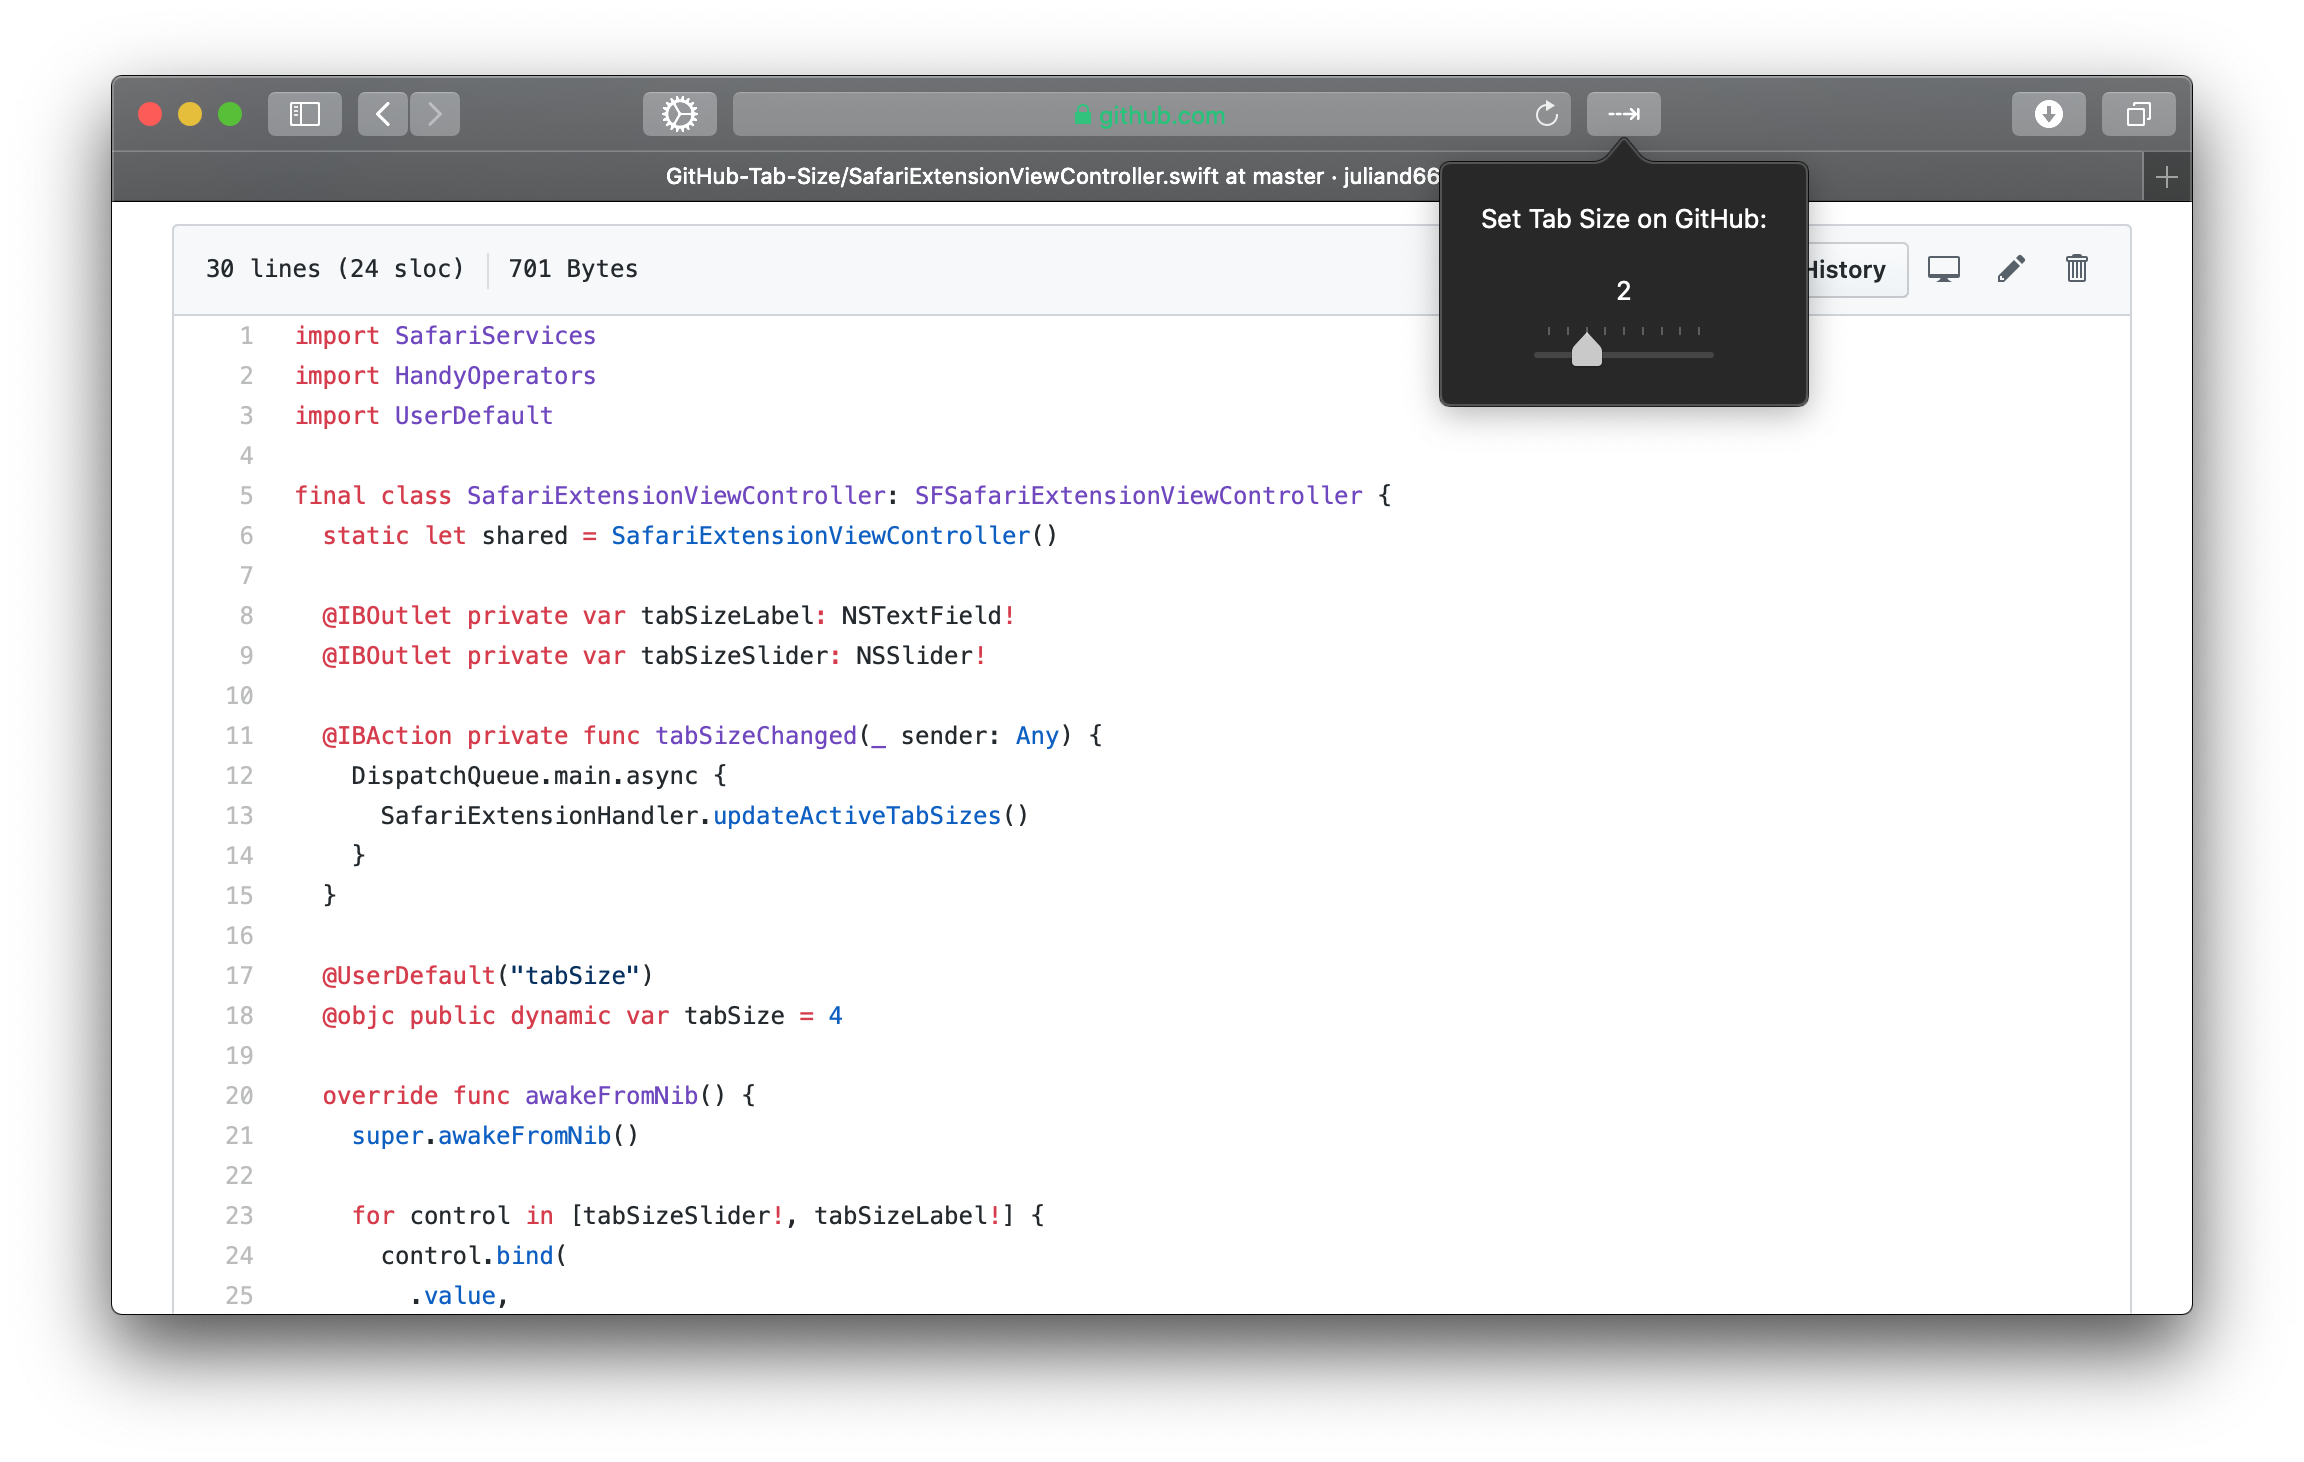 github.com
GitHub-Tab-Size/SafariExtensionViewController.swift at master · juliand66
Set Tab Size on GitHub:
2
30 lines (24 sloc) 701 Bytes
History
1 import SafariServices
2 import HandyOperators
3 import UserDefault
4
5 final class SafariExtensionViewController: SFSafariExtensionViewController {
6 static let shared = SafariExtensionViewController()
7
8 @IBOutlet private var tabSizeLabel: NSTextField!
9 @IBOutlet private var tabSizeSlider: NSSlider!
10
11 @IBAction private func tabSizeChanged(_ sender: Any) {
12 DispatchQueue.main.async {
13 SafariExtensionHandler.updateActiveTabSizes()
14 }
15 }
16
17 @UserDefault("tabSize")
18 @objc public dynamic var tabSize = 4
19
20 override func awakeFromNib() {
21 super.awakeFromNib()
22
23 for control in [tabSizeSlider!, tabSizeLabel!] {
24 control.bind(
25 .value,